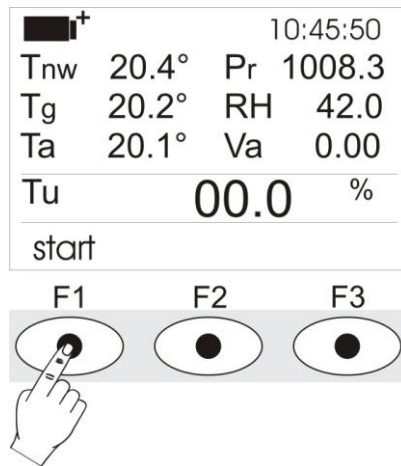 10:45:50
Tnw 20.4° Pr 1008.3
Tg 20.2° RH 42.0
Ta 20.1° Va 0.00
Tu 00.0 %
start
F1 F2 F3